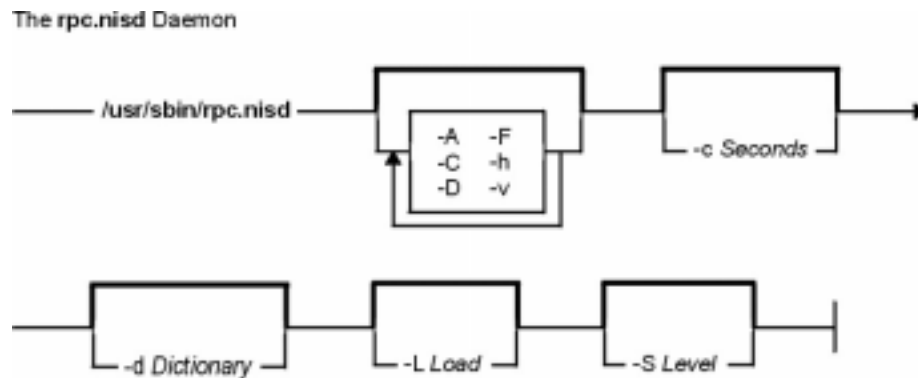 The rpc.nisd Daemon
/usr/sbin/rpc.nisd
-A -F
-C -h
-D -v
-c Seconds
-d Dictionary
-L Load
-S Level